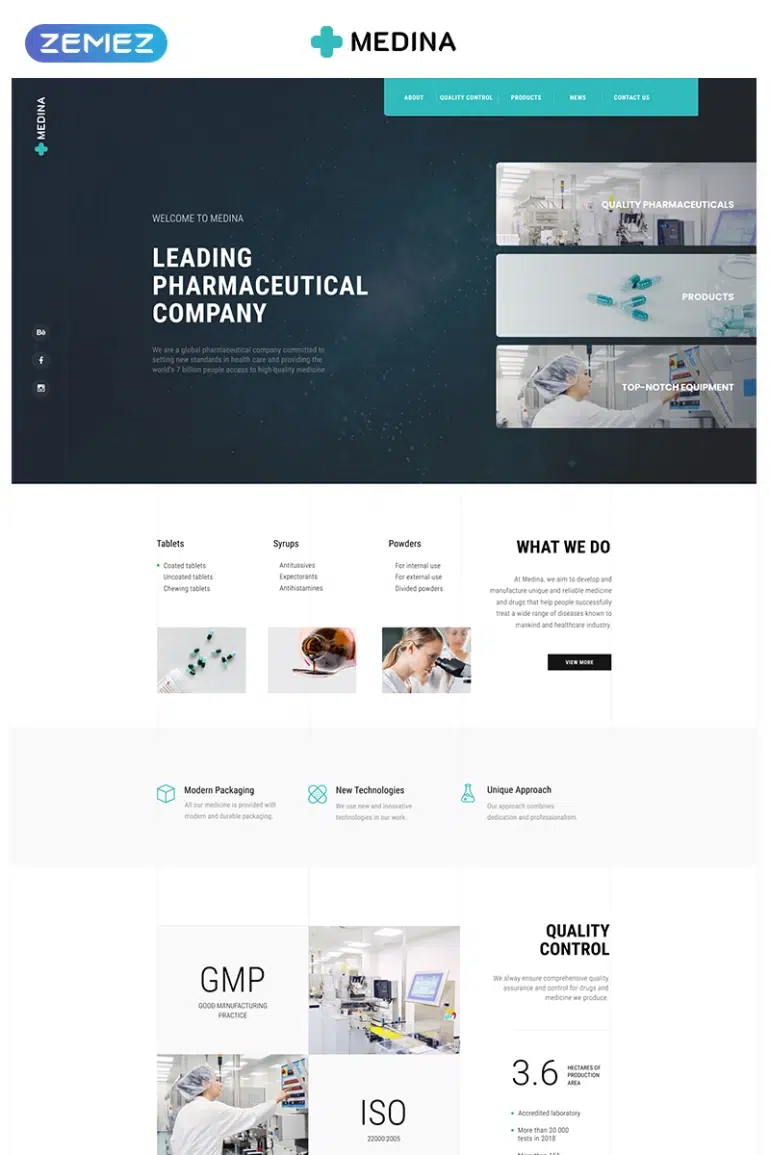 ZEMEZ
MEDINA
MEDINA
ABOUT
QUALITY CONTROL
PRODUCTS
NEWS
CONTACT US
WELCOME TO MEDINA
LEADING
PHARMACEUTICAL
COMPANY
We are a global pharmaceutical company committed to
setting new standards in health care and providing the
world's 7 billion people access to high-quality medicine
Bē
f
QUALITY PHARMACEUTICALS
PRODUCTS
TOP-NOTCH EQUIPMENT
Tablets
Coated tablets
Uncoated tablets
Chewing tablets
Syrups
Antitussives
Expectorants
Antihistamines
Powders
For internal use
For external use
Divided powders
WHAT WE DO
At Medina, we aim to develop and
manufacture unique and reliable medicine
and drugs that help people successfully
treat a wide range of diseases known to
mankind and healthcare industry.
VIEW MORE
Modern Packaging
All our medicine is provided with
modern and durable packaging.
New Technologies
We use new and innovative
technologies in our work.
Unique Approach
Our approach combines
dedication and professionalism.
GMP
GOOD MANUFACTURING
PRACTICE
ISO
22000:2005
QUALITY
CONTROL
We alway ensure comprehensive quality
assurance and control for drugs and
medicine we produce.
3.6
HECTARES OF
PRODUCTION
AREA
Accredited laboratory
More than 20 000
tests in 2018